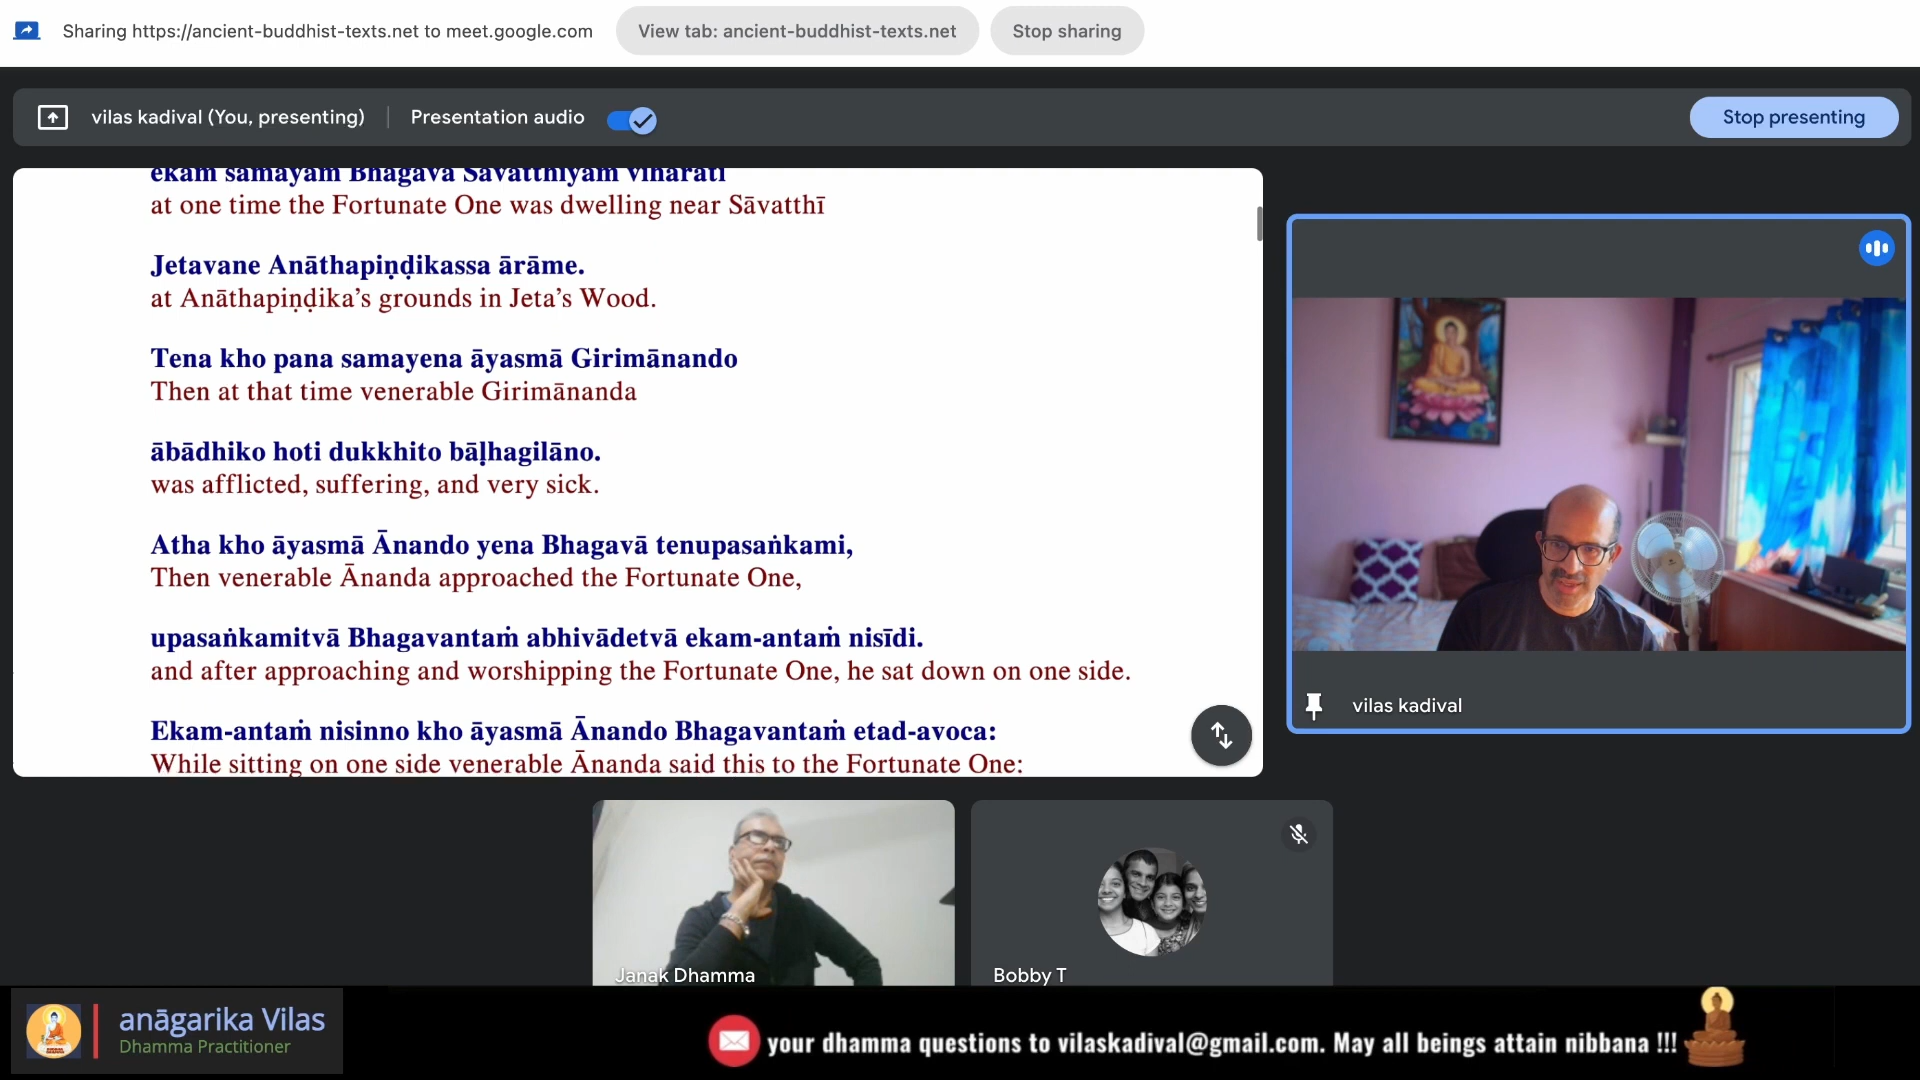 Sharing https://ancient-buddhist-texts.net to meet.google.com
View tab: ancient-buddhist-texts.net
Stop sharing
vilas kadival (You, presenting)
Presentation audio
Stop presenting
ekaṁ samayaṁ Bhagavā Sāvatthiyaṁ viharati
at one time the Fortunate One was dwelling near Sāvatthī
Jetavane Anāthapiṇḍikassa ārāme.
at Anāthapiṇḍika’s grounds in Jeta’s Wood.
Tena kho pana samayena āyasmā Girimānando
Then at that time venerable Girimānanda
ābādhiko hoti dukkhito bāḷhagilāno.
was afflicted, suffering, and very sick.
Atha kho āyasmā Ānando yena Bhagavā tenupasaṅkami,
Then venerable Ānanda approached the Fortunate One,
upasaṅkamitvā Bhagavantaṁ abhivādetvā ekam-antaṁ nisīdi.
and after approaching and worshipping the Fortunate One, he sat down on one side.
Ekam-antaṁ nisinno kho āyasmā Ānando Bhagavantaṁ etad-avoca:
While sitting on one side venerable Ānanda said this to the Fortunate One:
vilas kadival
Janak Dhamma
Bobby T
anāgarika Vilas
Dhamma Practitioner
your dhamma questions to vilaskadival@gmail.com. May all beings attain nibbana !!!